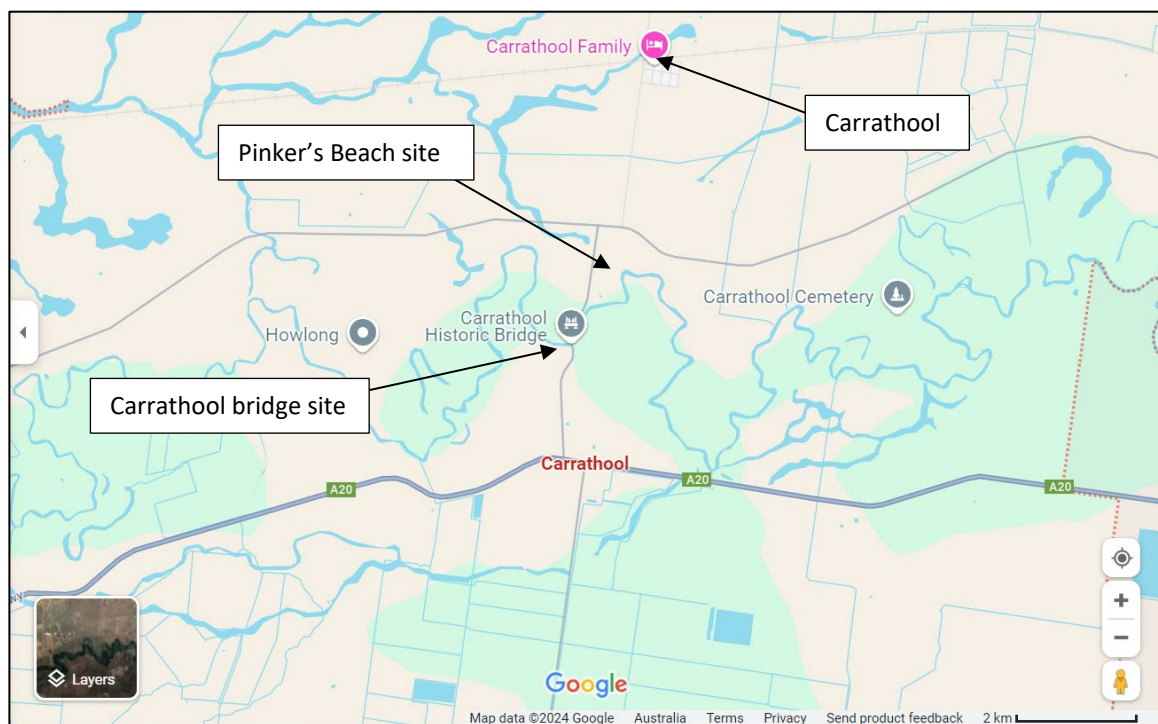 Carrathool Family
Carrathool
Pinker’s Beach site
Carrathool
Historic Bridge
Carrathool Cemetery
Howlong
Carrathool bridge site
Carrathool
A20
A20
A20
Layers
Google
Map data ©2024 Google Australia Terms Privacy Send product feedback 2 km